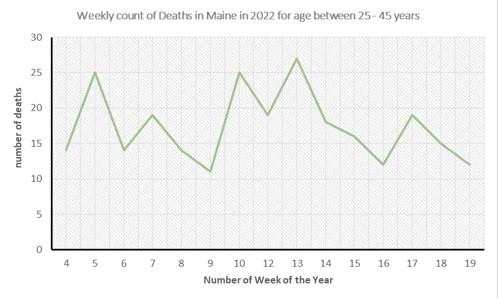 Weekly count of Deaths in Maine in 2022 for age between 25 - 45 years
number of deaths
30
25
20
15
10
5
0
4 5 6 7 8 9 10 12 13 14 15 16 17 18 19
Number of Week of the Year